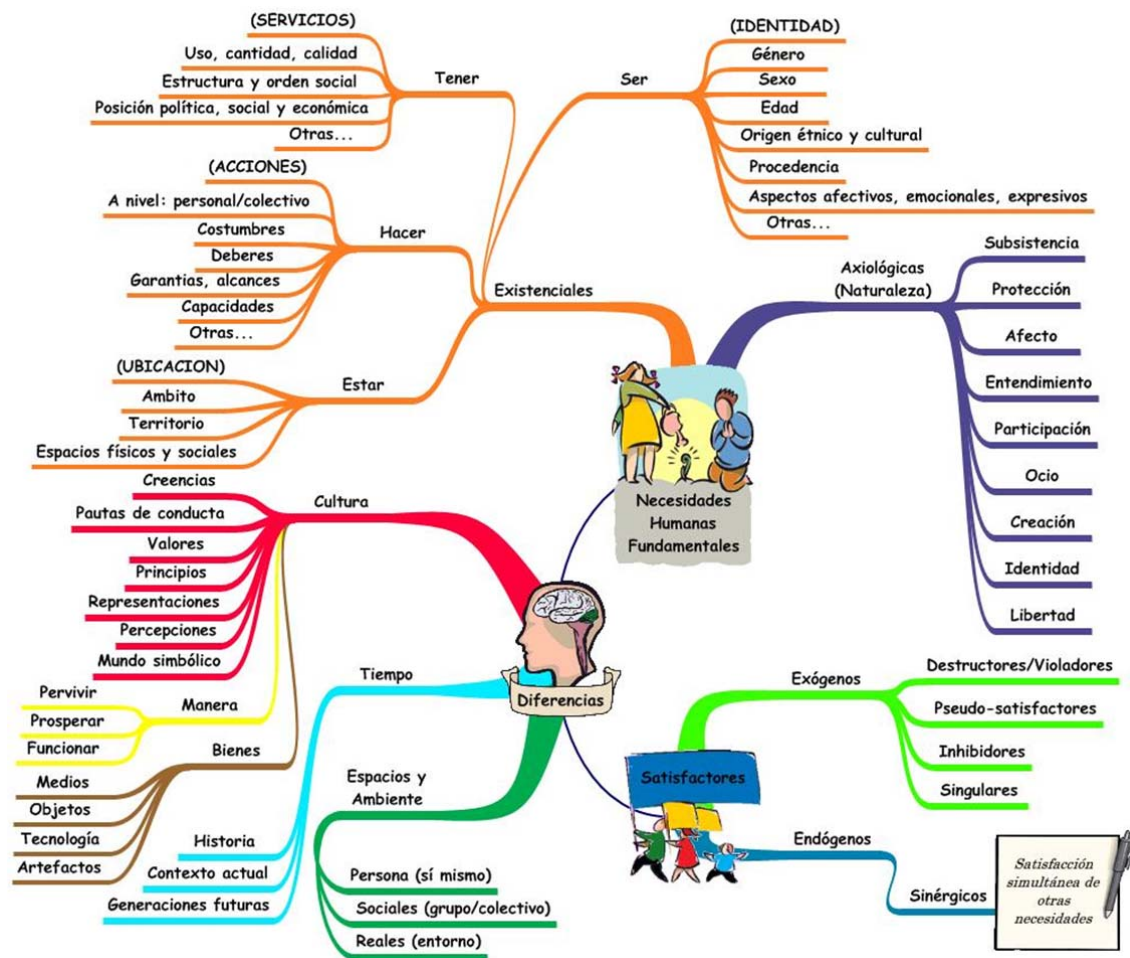 Necesidades
Humanas
Fundamentales
Existenciales
Tener
(SERVICIOS)
Uso, cantidad, calidad
Estructura y orden social
Posición política, social y económica
Otras...
Ser
(IDENTIDAD)
Género
Sexo
Edad
Origen étnico y cultural
Procedencia
Aspectos afectivos, emocionales, expresivos
Otras...
Hacer
(ACCIONES)
A nivel: personal/colectivo
Costumbres
Deberes
Garantias, alcances
Capacidades
Otras...
Estar
(UBICACION)
Ambito
Territorio
Espacios físicos y sociales
Axiológicas
(Naturaleza)
Subsistencia
Protección
Afecto
Entendimiento
Participación
Ocio
Creación
Identidad
Libertad
Diferencias
Cultura
Creencias
Pautas de conducta
Valores
Principios
Representaciones
Percepciones
Mundo simbólico
Manera
Pervivir
Prosperar
Funcionar
Bienes
Medios
Objetos
Tecnología
Artefactos
Tiempo
Historia
Contexto actual
Generaciones futuras
Espacios y
Ambiente
Persona (sí mismo)
Sociales (grupo/colectivo)
Reales (entorno)
Satisfactores
Exógenos
Destructores/Violadores
Pseudo-satisfactores
Inhibidores
Singulares
Endógenos
Sinérgicos
Satisfacción
simultánea de
otras
necesidades